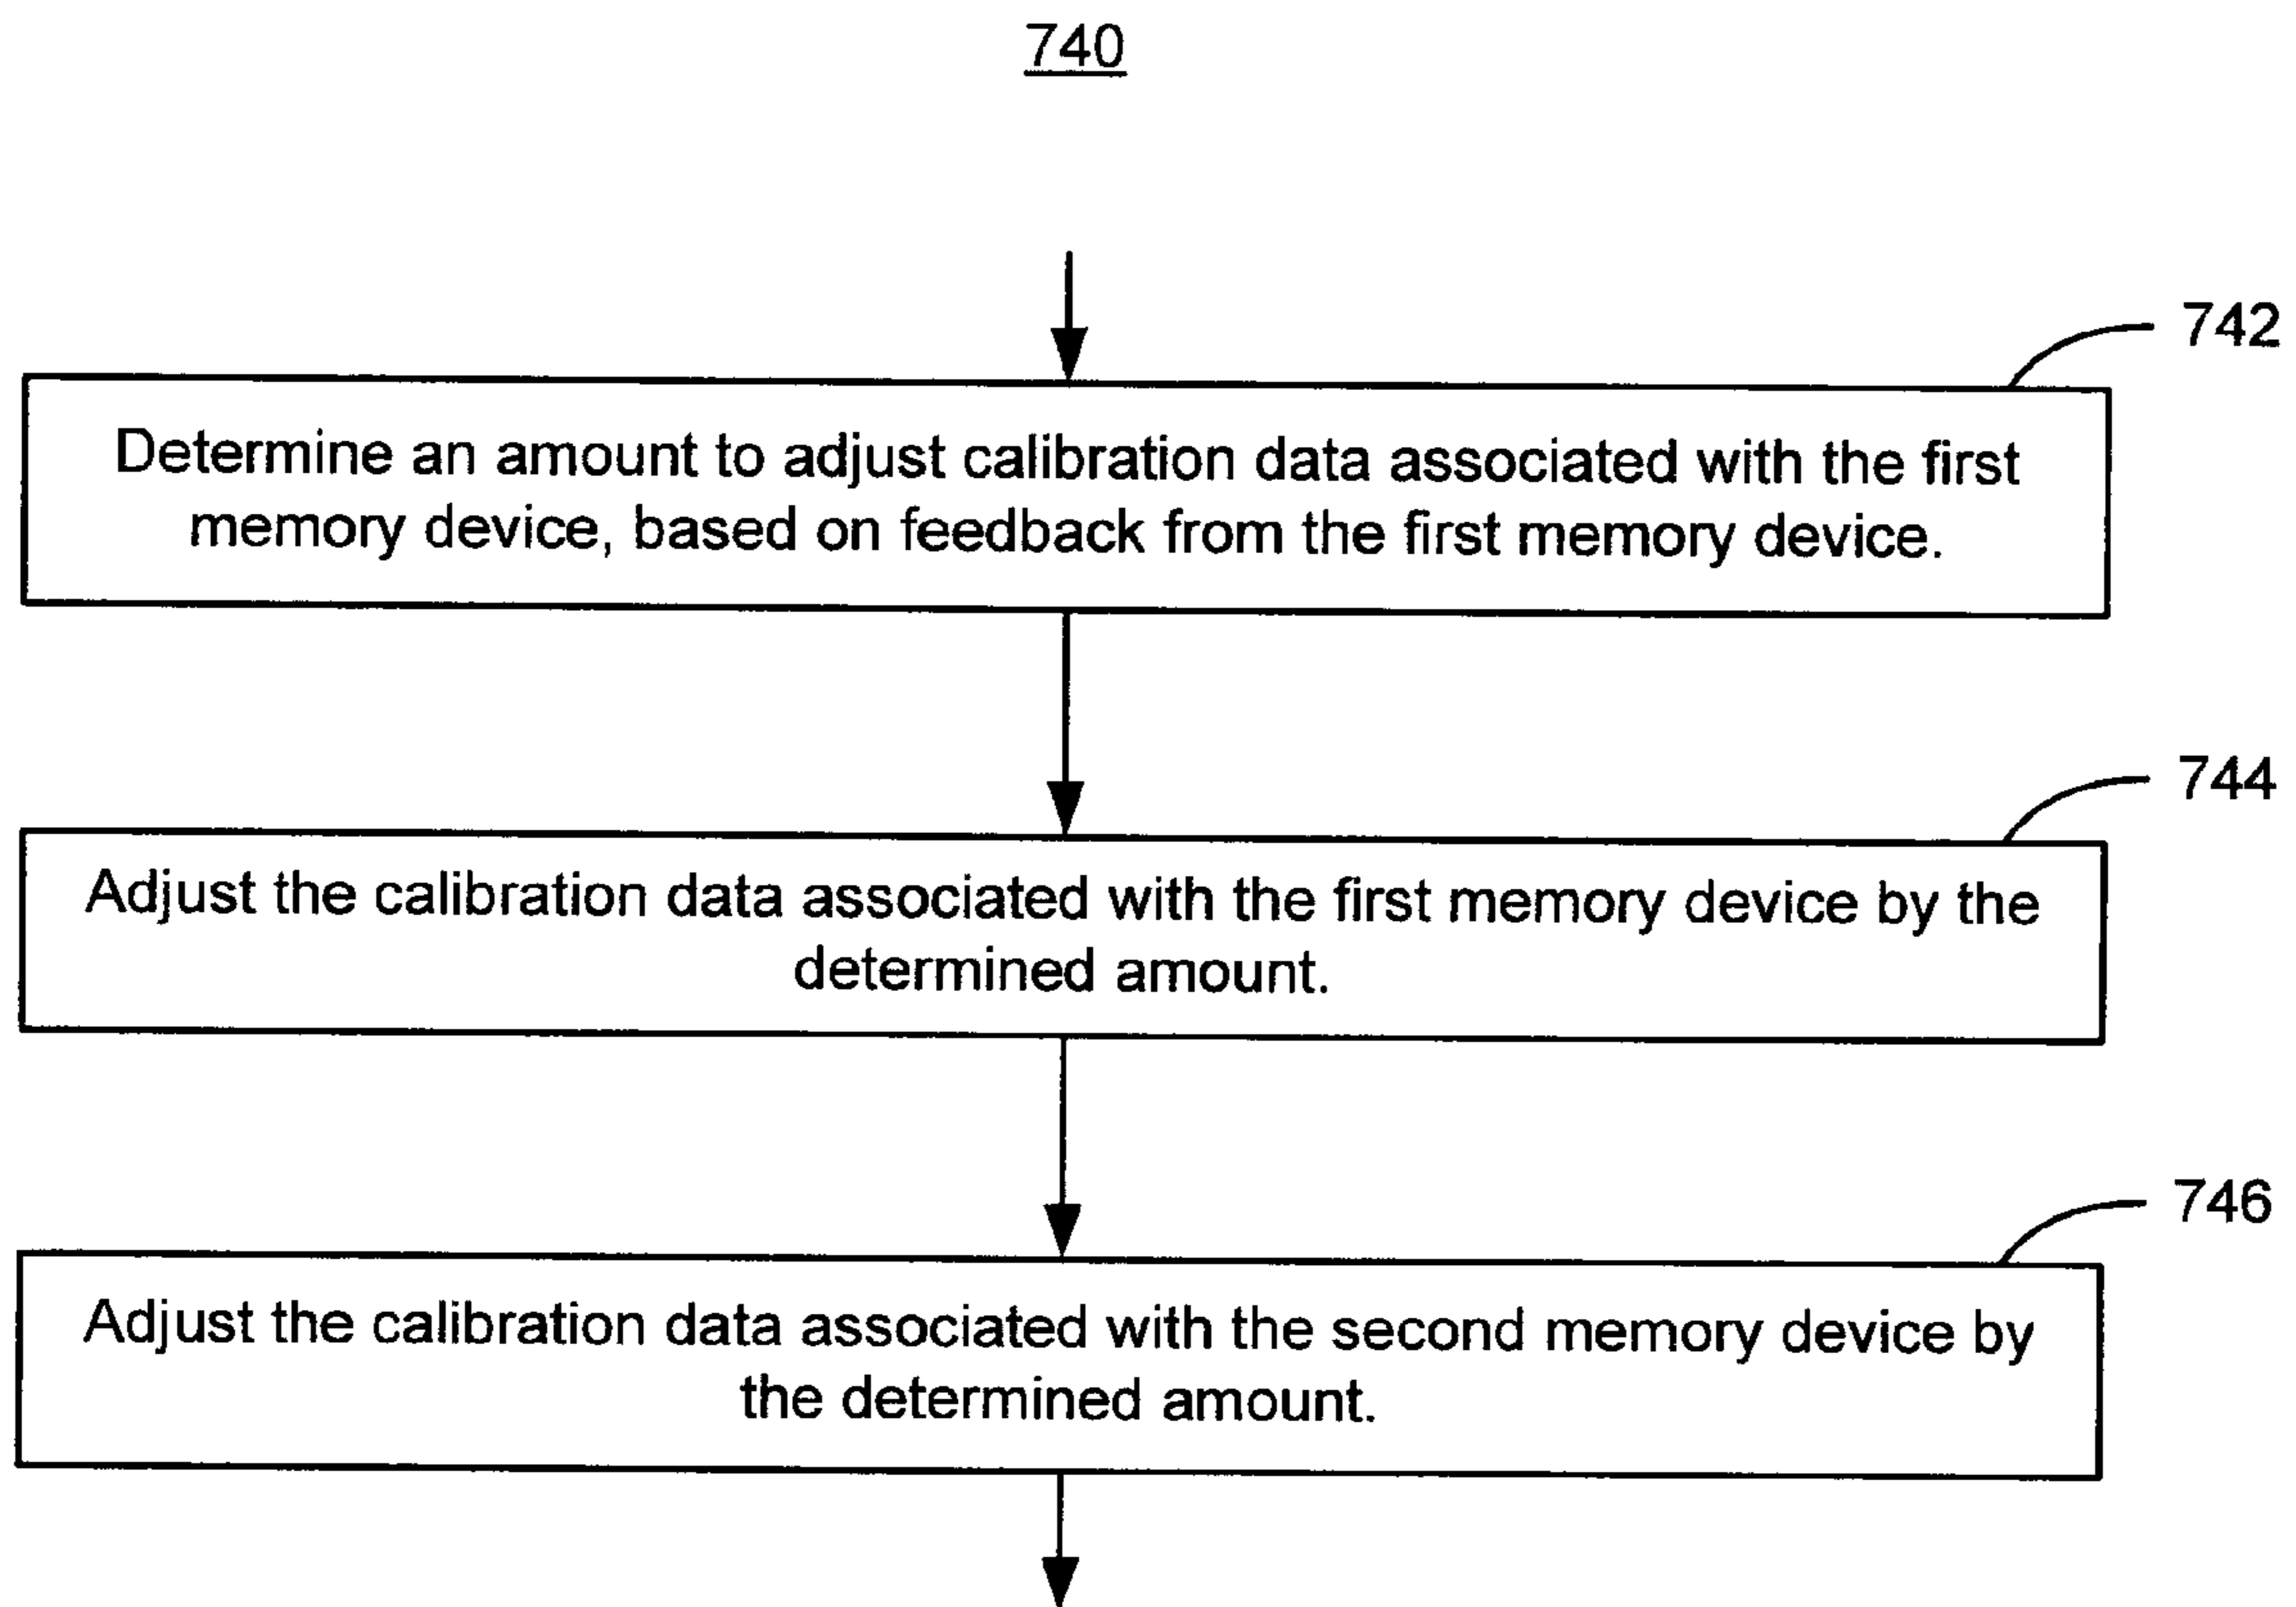 740
742
Determine an amount to adjust calibration data associated with the first
memory device, based on feedback from the first memory device.
744
Adjust the calibration data associated with the first memory device by the
determined amount.
746
Adjust the calibration data associated with the second memory device by
the determined amount.